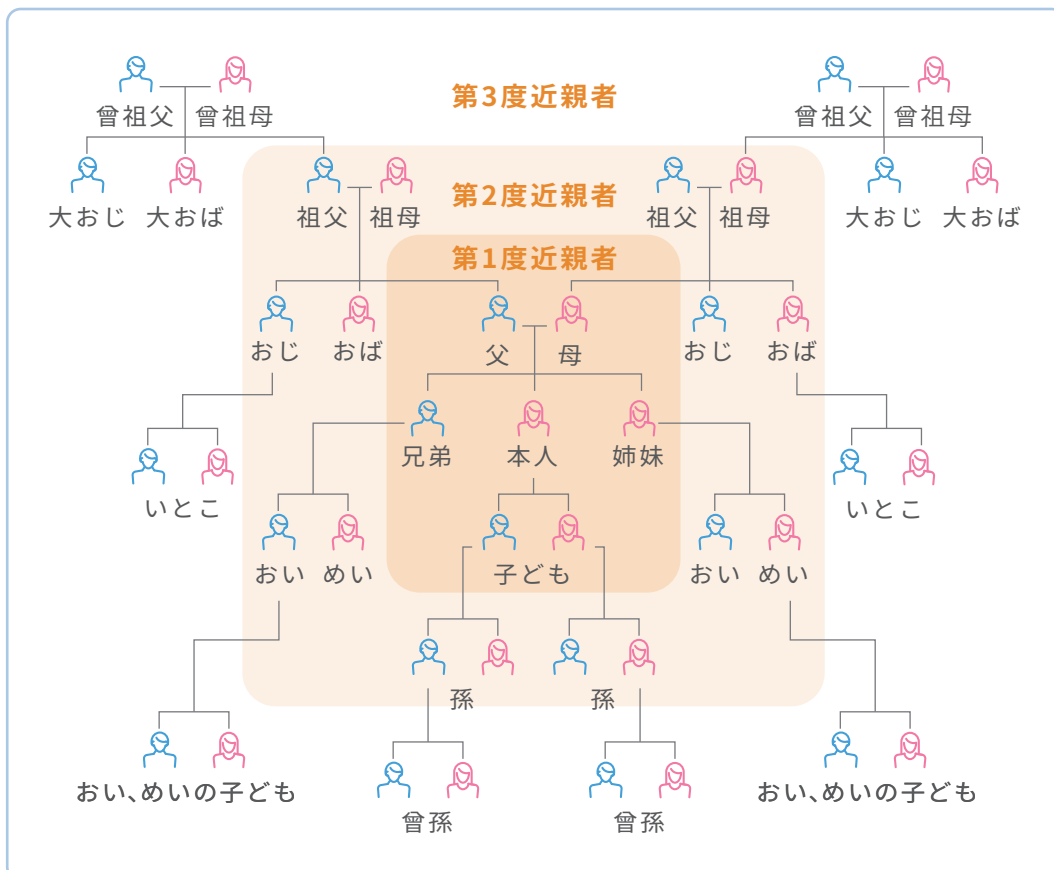 第3度近親者
曾祖父 曾祖母
曾祖父 曾祖母
第2度近親者
大おじ 大おば
祖父 祖母
祖父 祖母
大おじ 大おば
第1度近親者
おじ おば
父 母
おじ おば
兄弟 本人 姉妹
いとこ
いとこ
おい めい
子ども
おい めい
孫 孫
おい、めいの子ども
おい、めいの子ども
曾孫 曾孫